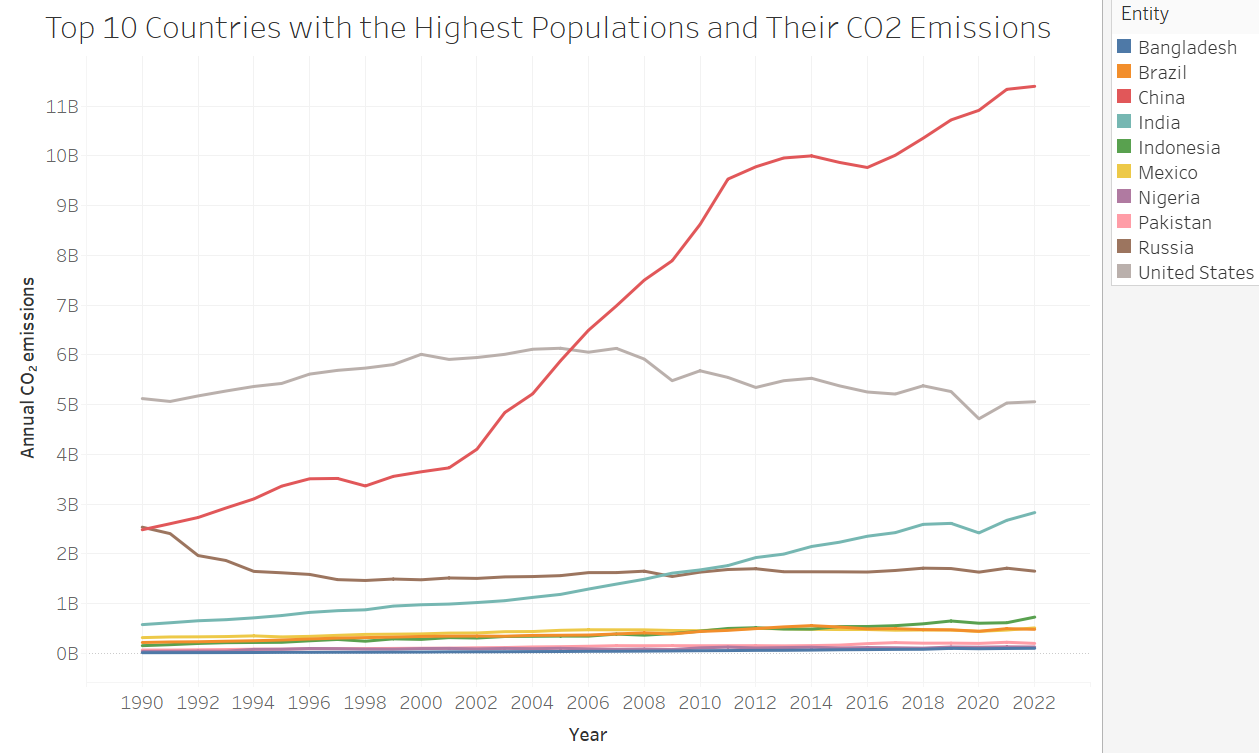 Top 10 Countries with the Highest Populations and Their CO2 Emissions
Annual CO₂ emissions
11B
10B
9B
8B
7B
6B
5B
4B
3B
2B
1B
0B
1990 1992 1994 1996 1998 2000 2002 2004 2006 2008 2010 2012 2014 2016 2018 2020 2022
Year
Entity
Bangladesh
Brazil
China
India
Indonesia
Mexico
Nigeria
Pakistan
Russia
United States